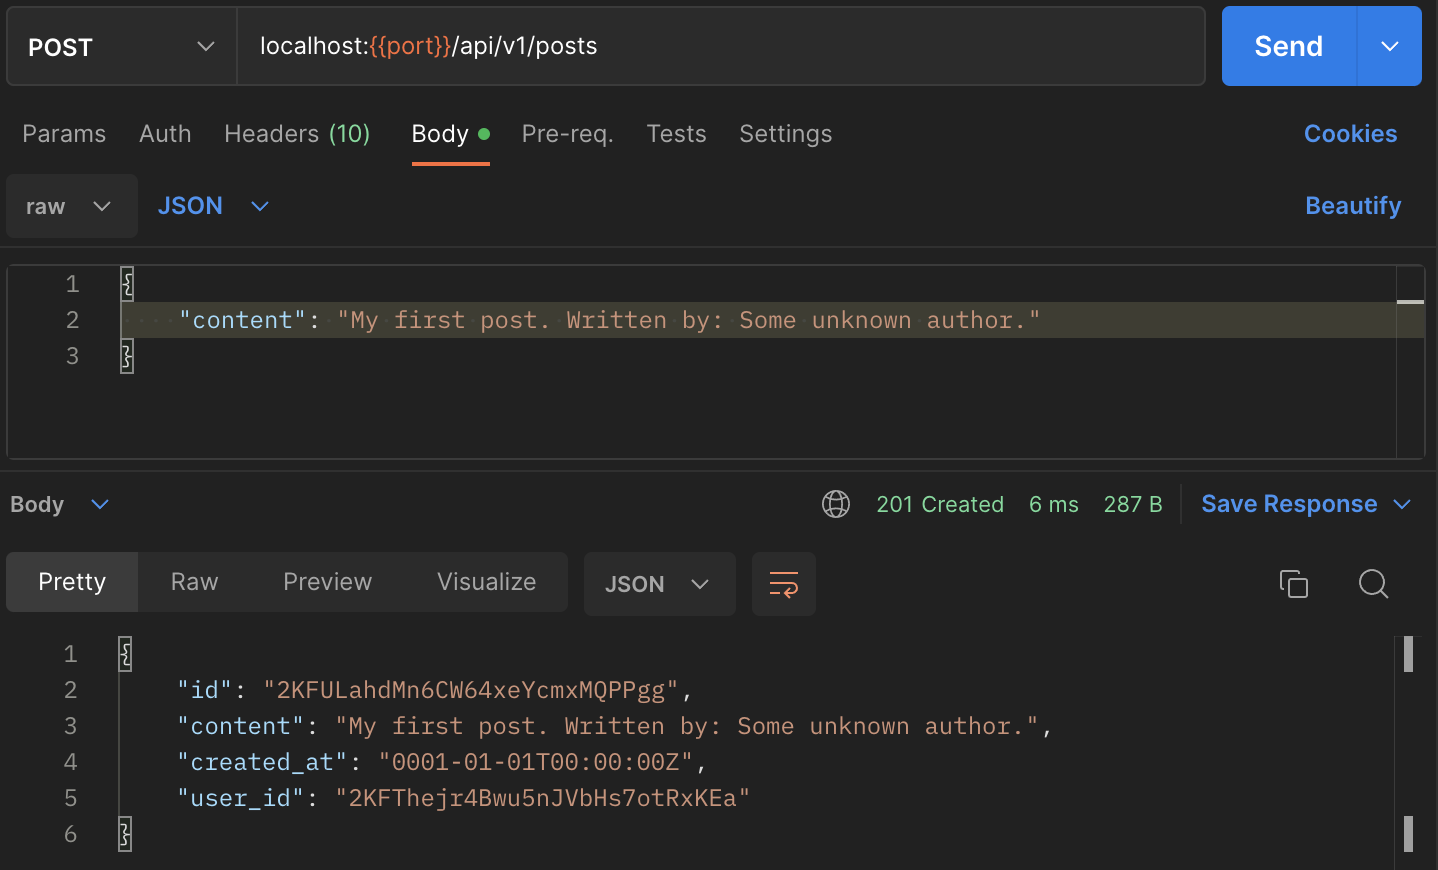 POST localhost:{{port}}/api/v1/posts Send
Params Auth Headers (10) Body Pre-req. Tests Settings Cookies
raw JSON Beautify
1 {
2 "content": "My first post. Written by: Some unknown author."
3 }
Body 201 Created 6 ms 287 B Save Response
Pretty Raw Preview Visualize JSON
1 {
2 "id": "2KFULahdMn6CW64xeYcmxMQPPgg",
3 "content": "My first post. Written by: Some unknown author.",
4 "created_at": "0001-01-01T00:00:00Z",
5 "user_id": "2KFThejr4Bwu5nJVbHs7otRxKEa"
6 }